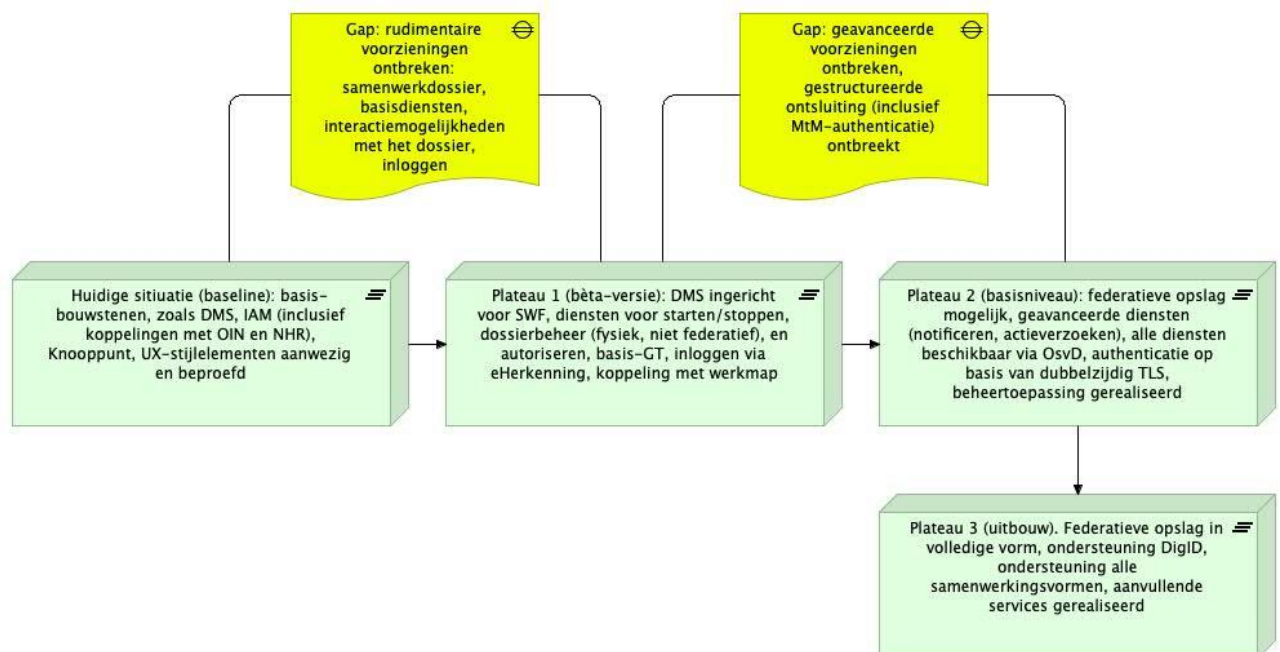 Gap: rudimentaire
voorzieningen
ontbreken:
samenwerkdossier,
basisdiensten,
interactiemogelijkheden
met het dossier,
inloggen
Gap: geavanceerde
voorzieningen
ontbreken,
gestructureerde
ontsluiting (inclusief
MtM-authenticatie)
ontbreekt
Huidige sitiuatie (baseline): basis-
bouwstenen, zoals DMS, IAM (inclusief
koppelingen met OIN en NHR),
Knooppunt, UX-stijlelementen aanwezig
en beproefd
Plateau 1 (bèta-versie): DMS ingericht
voor SWF, diensten voor starten/stoppen,
dossierbeheer (fysiek, niet federatief), en
autoriseren, basis-GT, inloggen via
eHerkenning, koppeling met werkmap
Plateau 2 (basisniveau): federatieve opslag
mogelijk, geavanceerde diensten
(notificeren, actieverzoeken), alle diensten
beschikbaar via OsvD, authenticatie op
basis van dubbelzijdig TLS,
beheertoepassing gerealiseerd
Plateau 3 (uitbouw). Federatieve opslag in
volledige vorm, ondersteuning DigID,
ondersteuning alle
samenwerkingsvormen, aanvullende
services gerealiseerd